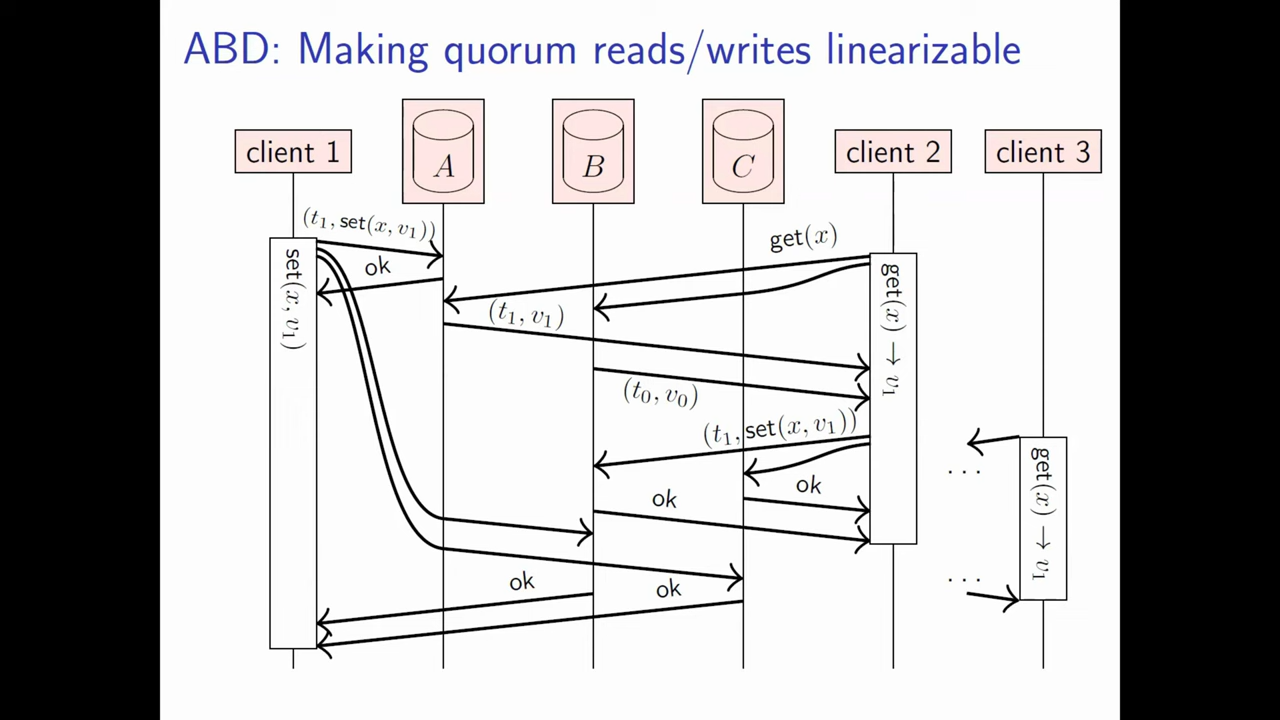 ABD: Making quorum reads/writes linearizable
client 1
A
B
C
client 2
client 3
(t₁, set(x, v₁))
ok
set(x, v₁)
get(x)
get(x) → v₁
(t₁, v₁)
(t₀, v₀)
(t₁, set(x, v₁))
ok
ok
...
get(x) → v₁
...
ok
ok